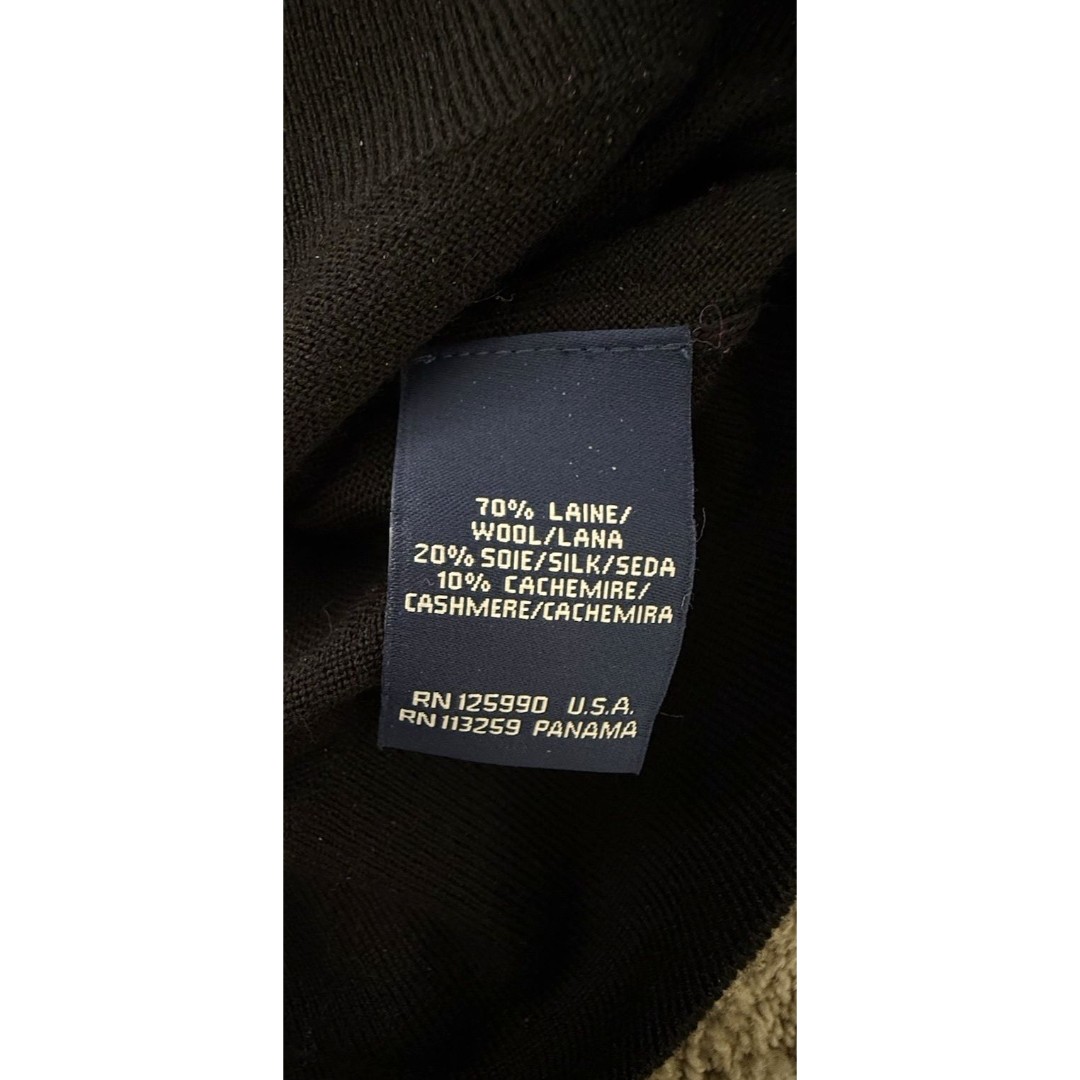 70% LAINE/
WOOL/LANA
20% SOIE/SILK/SEDA
10% CACHEMIRE/
CASHMERE/CACHEMIRA
RN 125990 U.S.A.
RN 113259 PANAMA